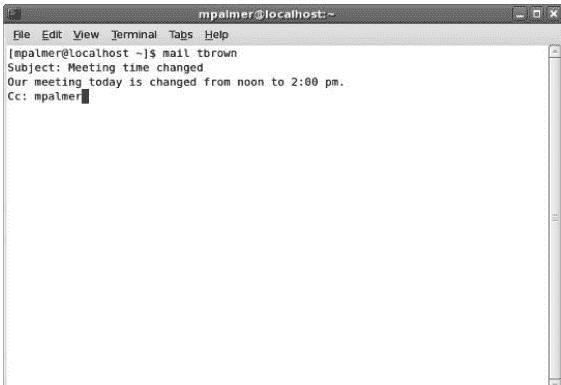 mpalmer@localhost:~
File Edit View Terminal Tabs Help
[mpalmer@localhost ~]$ mail tbrown
Subject: Meeting time changed
Our meeting today is changed from noon to 2:00 pm.
Cc: mpalmer